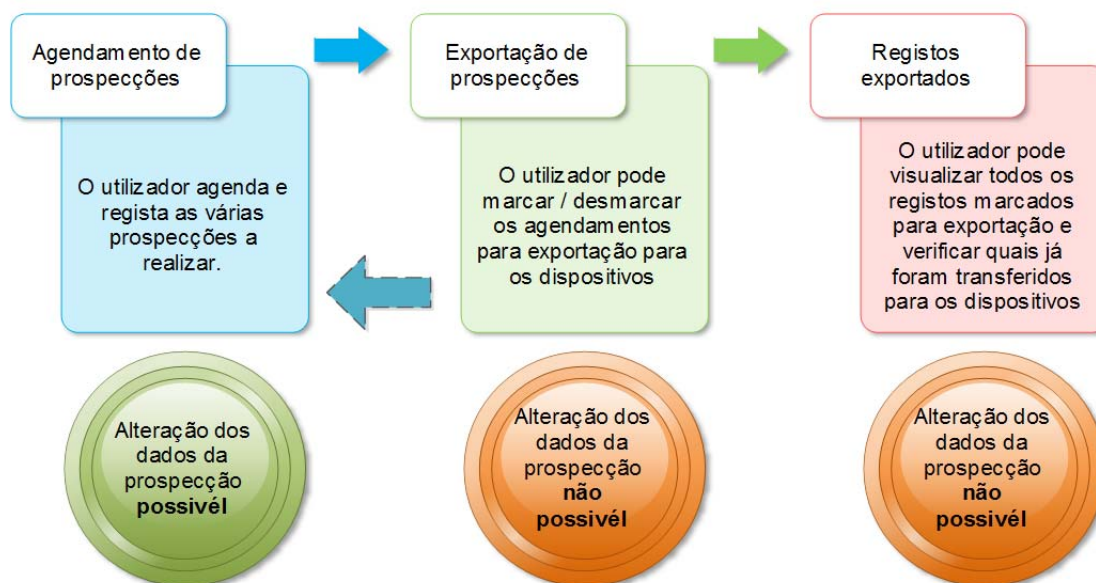 Agendamento de
prospecções
O utilizador agenda e
regista as várias
prospecções a
realizar.
Exportação de
prospecções
O utilizador pode
marcar / desmarcar
os agendamentos
para exportação para
os dispositivos
Registos
exportados
O utilizador pode
visualizar todos os
registos marcados
para exportação e
verificar quais já
foram transferidos
para os dispositivos
Alteração dos
dados da
prospecção
possivél
Alteração dos
dados da
prospecção
não
possivél
Alteração dos
dados da
prospecção
não
possivél